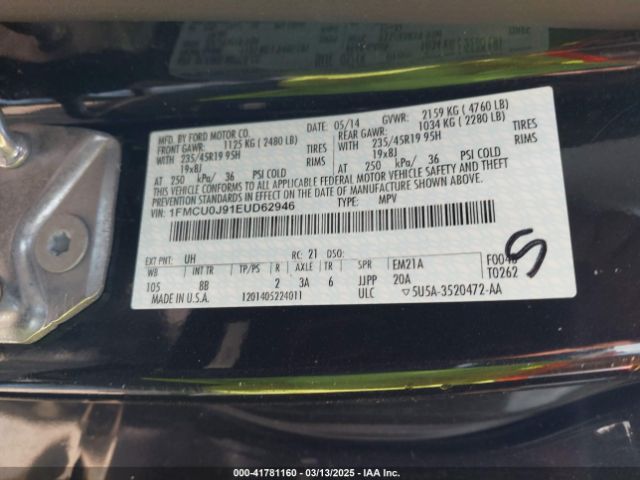 MFD. BY FORD MOTOR CO. DATE: 05/14 GVWR: 2159 KG ( 4760 LB)
FRONT GAWR: 1125 KG ( 2480 LB) REAR GAWR: 1034 KG ( 2280 LB)
WITH 235/45R19 95H TIRES WITH 235/45R19 95H TIRES
19x8J RIMS 19x8J RIMS
AT 250 kPa/ 36 PSI COLD AT 250 kPa/ 36 PSI COLD
THIS VEHICLE CONFORMS TO ALL APPLICABLE FEDERAL MOTOR VEHICLE SAFETY AND BUMPER
STANDARDS AND THEFT PREVENTION STANDARDS IN EFFECT ON THE DATE OF MANUFACTURE SHOWN ABOVE.
VIN: 1FMCU0J91EUD62946 TYPE: MPV
EXT PNT: UH RC: 21 DSO: F0048
WB INT TR TP/PS R AXLE TR SPR EM21A T0262
105 8B 2 3A 6 JJPP 20A
MADE IN U.S.A. 1201405224011 ULC 5U5A-3520472-AA
5
000-41781160 - 03/13/2025 - IAA Inc.